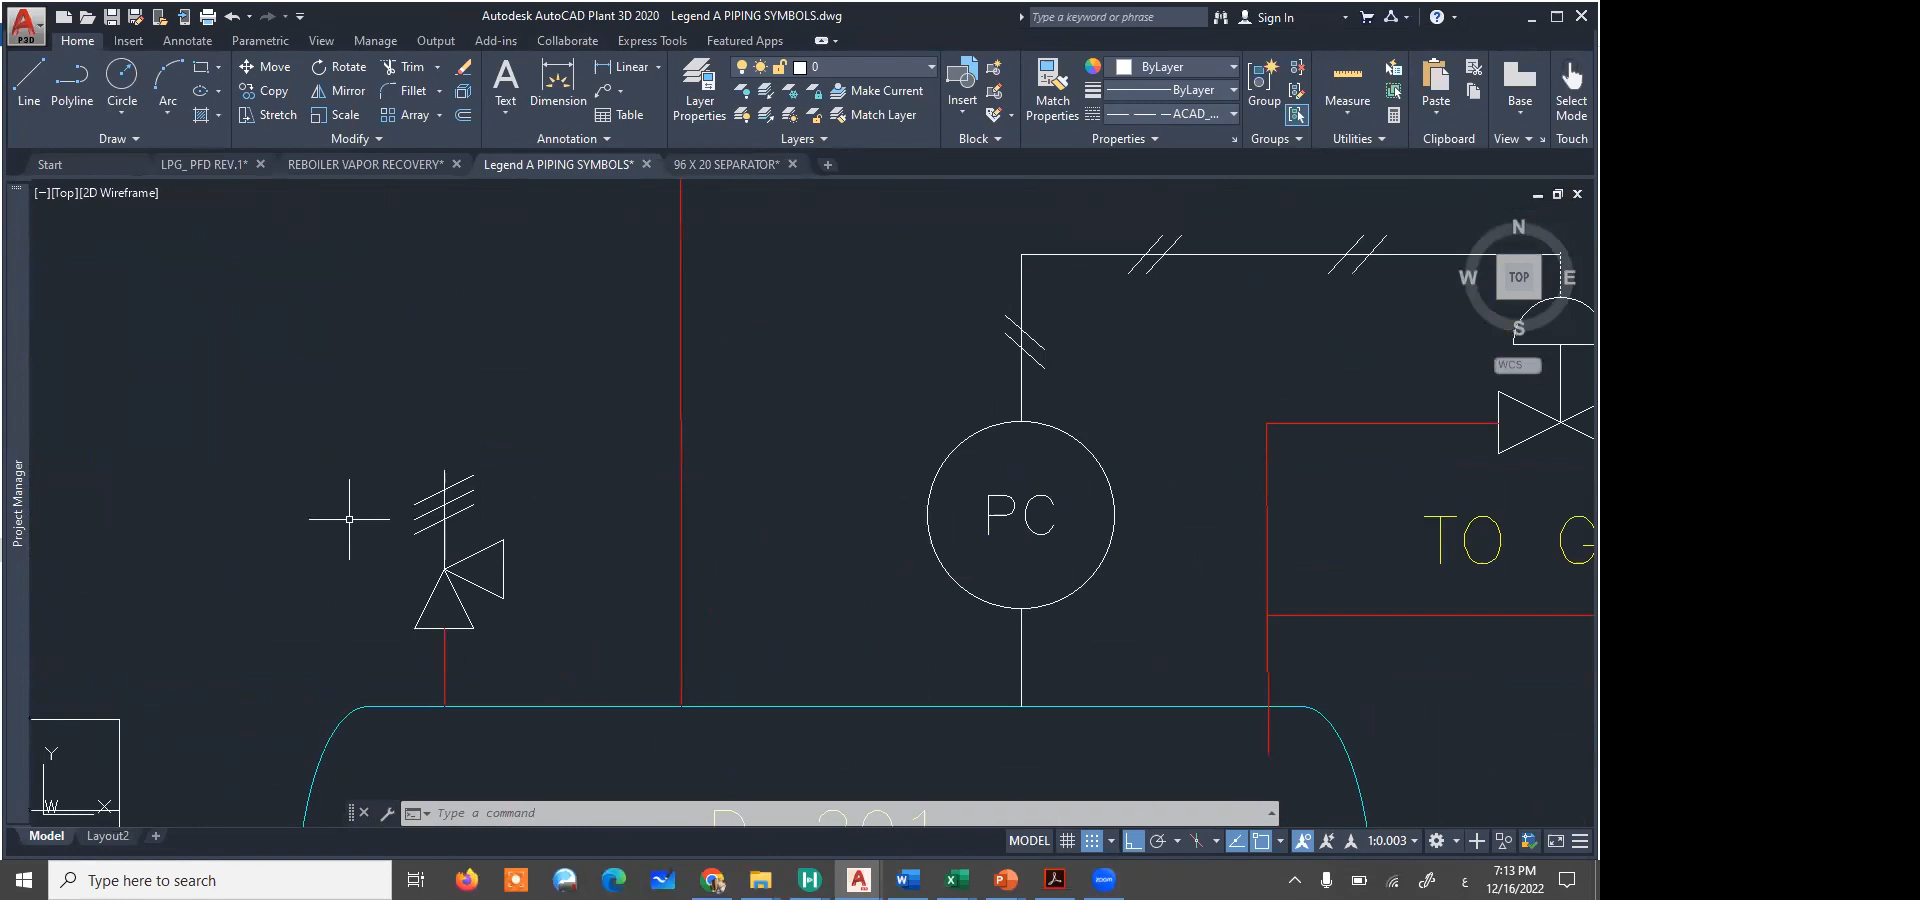 Autodesk AutoCAD Plant 3D 2020 Legend A PIPING SYMBOLS.dwg
Type a keyword or phrase
Sign In
P3D
Home Insert Annotate Parametric View Manage Output Add-ins Collaborate Express Tools Featured Apps
Line Polyline Circle Arc
Draw
Move Rotate Trim
Copy Mirror Fillet
Stretch Scale Array
Modify
Text Dimension
Linear
Table
Annotation
Layer Properties
0
Make Current
Match Layer
Layers
Insert
Block
Match Properties
ByLayer
ByLayer
ACAD_...
Properties
Group
Groups
Measure
Utilities
Paste
Clipboard
Base
View
Select Mode
Touch
Start LPG_ PFD REV.1* REBOILER VAPOR RECOVERY* Legend A PIPING SYMBOLS* 96 X 20 SEPARATOR*
[−][Top][2D Wireframe]
N
W TOP E
S
WCS
PC
TO G
Project Manager
Y
W X
Type a command
Model Layout2
MODEL
1:0.003
Type here to search
zoom
ع
7:13 PM
12/16/2022